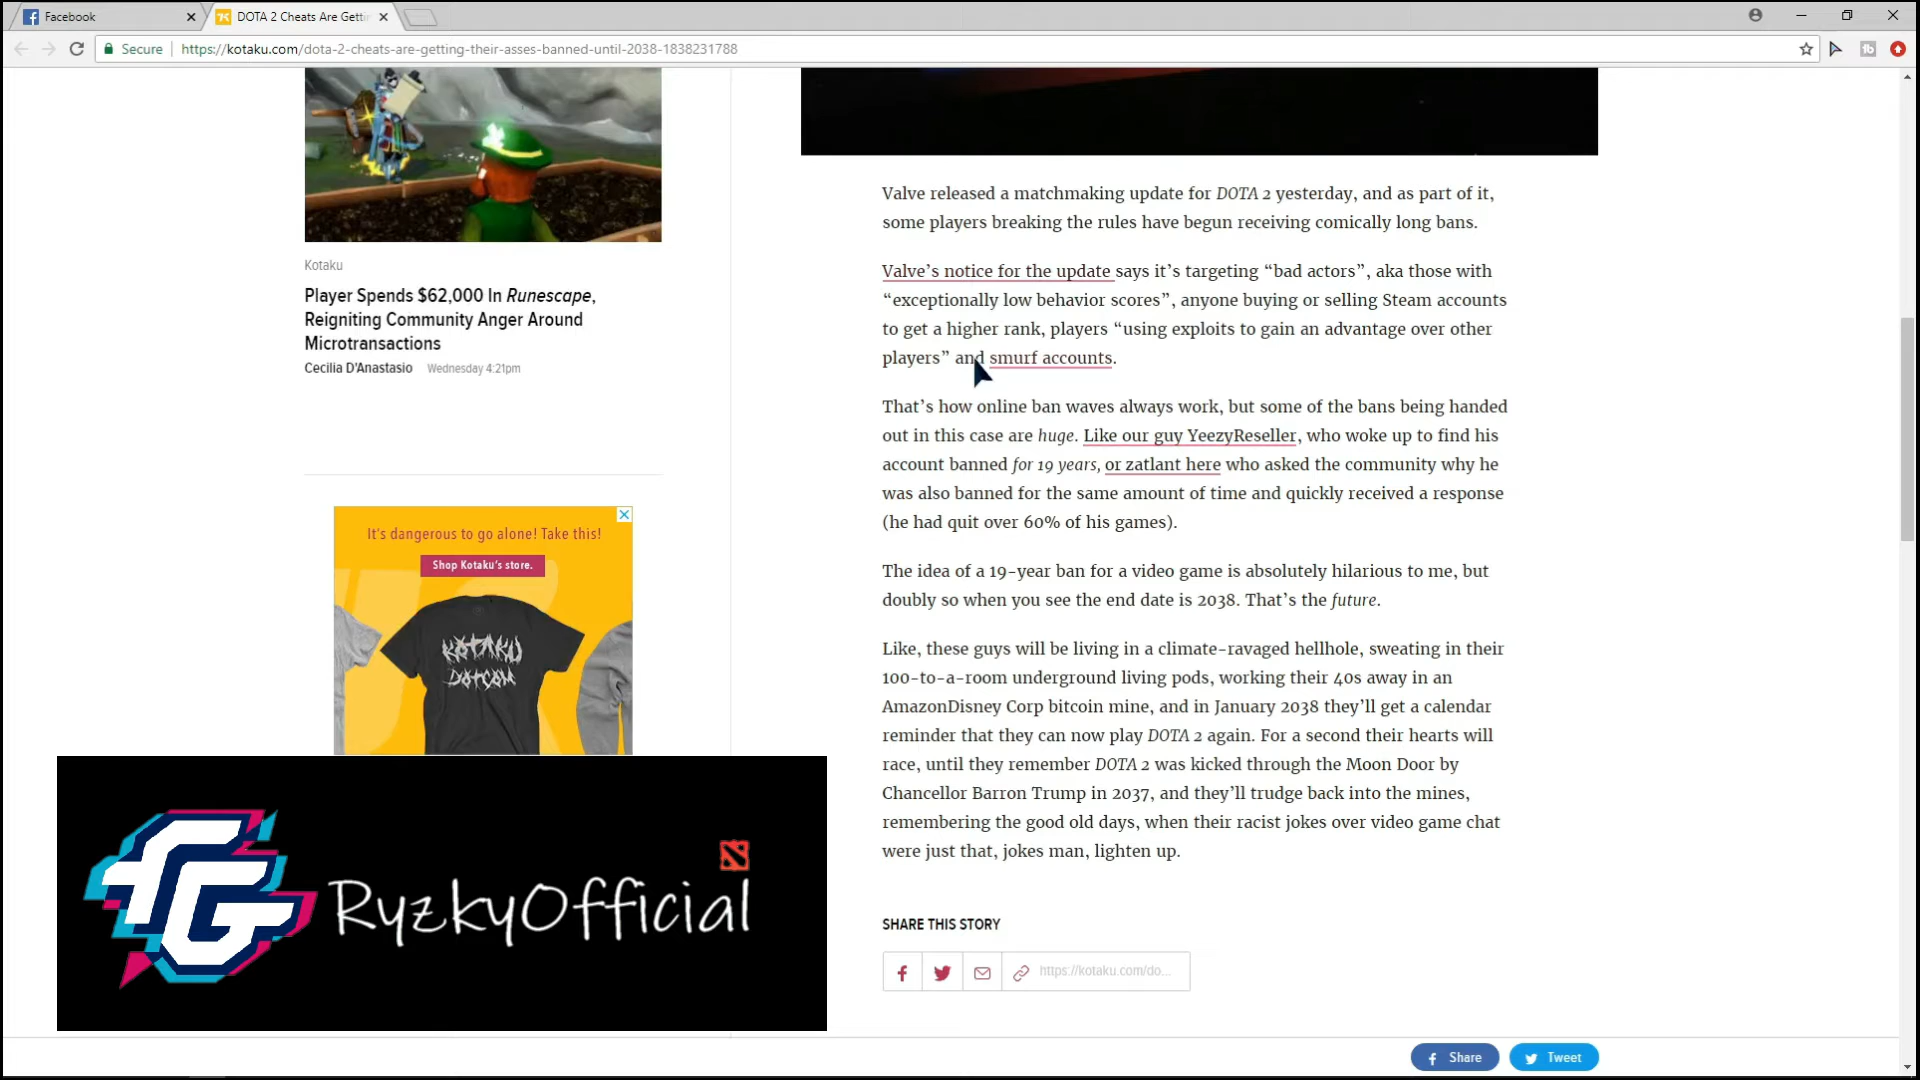 Facebook
DOTA 2 Cheats Are Getti
Secure
https://kotaku.com/dota-2-cheats-are-getting-their-asses-banned-until-2038-1838231788
Kotaku
Player Spends $62,000 In Runescape,
Reigniting Community Anger Around
Microtransactions
Cecilia D'Anastasio Wednesday 4:21pm
It's dangerous to go alone! Take this!
Shop Kotaku's store.
KOTAKU
DOTCOM
TG
RyzkyOfficial
Valve released a matchmaking update for DOTA 2 yesterday, and as part of it,
some players breaking the rules have begun receiving comically long bans.
Valve’s notice for the update says it’s targeting “bad actors”, aka those with
“exceptionally low behavior scores”, anyone buying or selling Steam accounts
to get a higher rank, players “using exploits to gain an advantage over other
players” and smurf accounts.
That’s how online ban waves always work, but some of the bans being handed
out in this case are huge. Like our guy YeezyReseller, who woke up to find his
account banned for 19 years, or zatlant here who asked the community why he
was also banned for the same amount of time and quickly received a response
(he had quit over 60% of his games).
The idea of a 19-year ban for a video game is absolutely hilarious to me, but
doubly so when you see the end date is 2038. That’s the future.
Like, these guys will be living in a climate-ravaged hellhole, sweating in their
100-to-a-room underground living pods, working their 40s away in an
AmazonDisney Corp bitcoin mine, and in January 2038 they’ll get a calendar
reminder that they can now play DOTA 2 again. For a second their hearts will
race, until they remember DOTA 2 was kicked through the Moon Door by
Chancellor Barron Trump in 2037, and they’ll trudge back into the mines,
remembering the good old days, when their racist jokes over video game chat
were just that, jokes man, lighten up.
SHARE THIS STORY
https://kotaku.com/do...
Share
Tweet